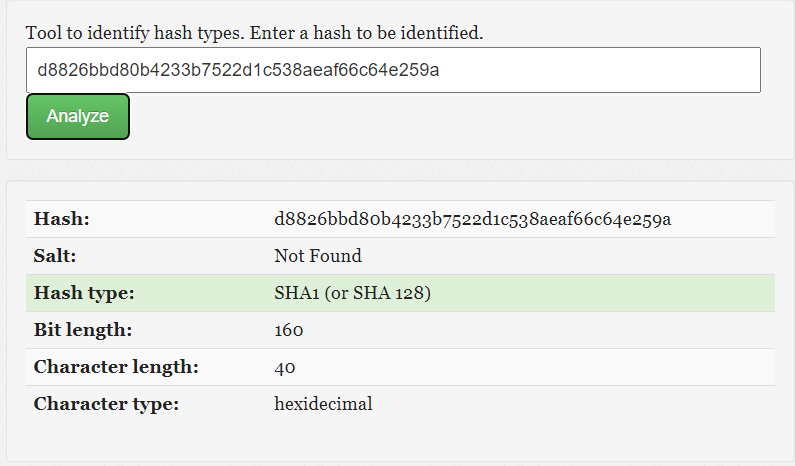 Tool to identify hash types. Enter a hash to be identified.
d8826bbd80b4233b7522d1c538aeaf66c64e259a
Analyze
Hash: d8826bbd80b4233b7522d1c538aeaf66c64e259a
Salt: Not Found
Hash type: SHA1 (or SHA 128)
Bit length: 160
Character length: 40
Character type: hexidecimal